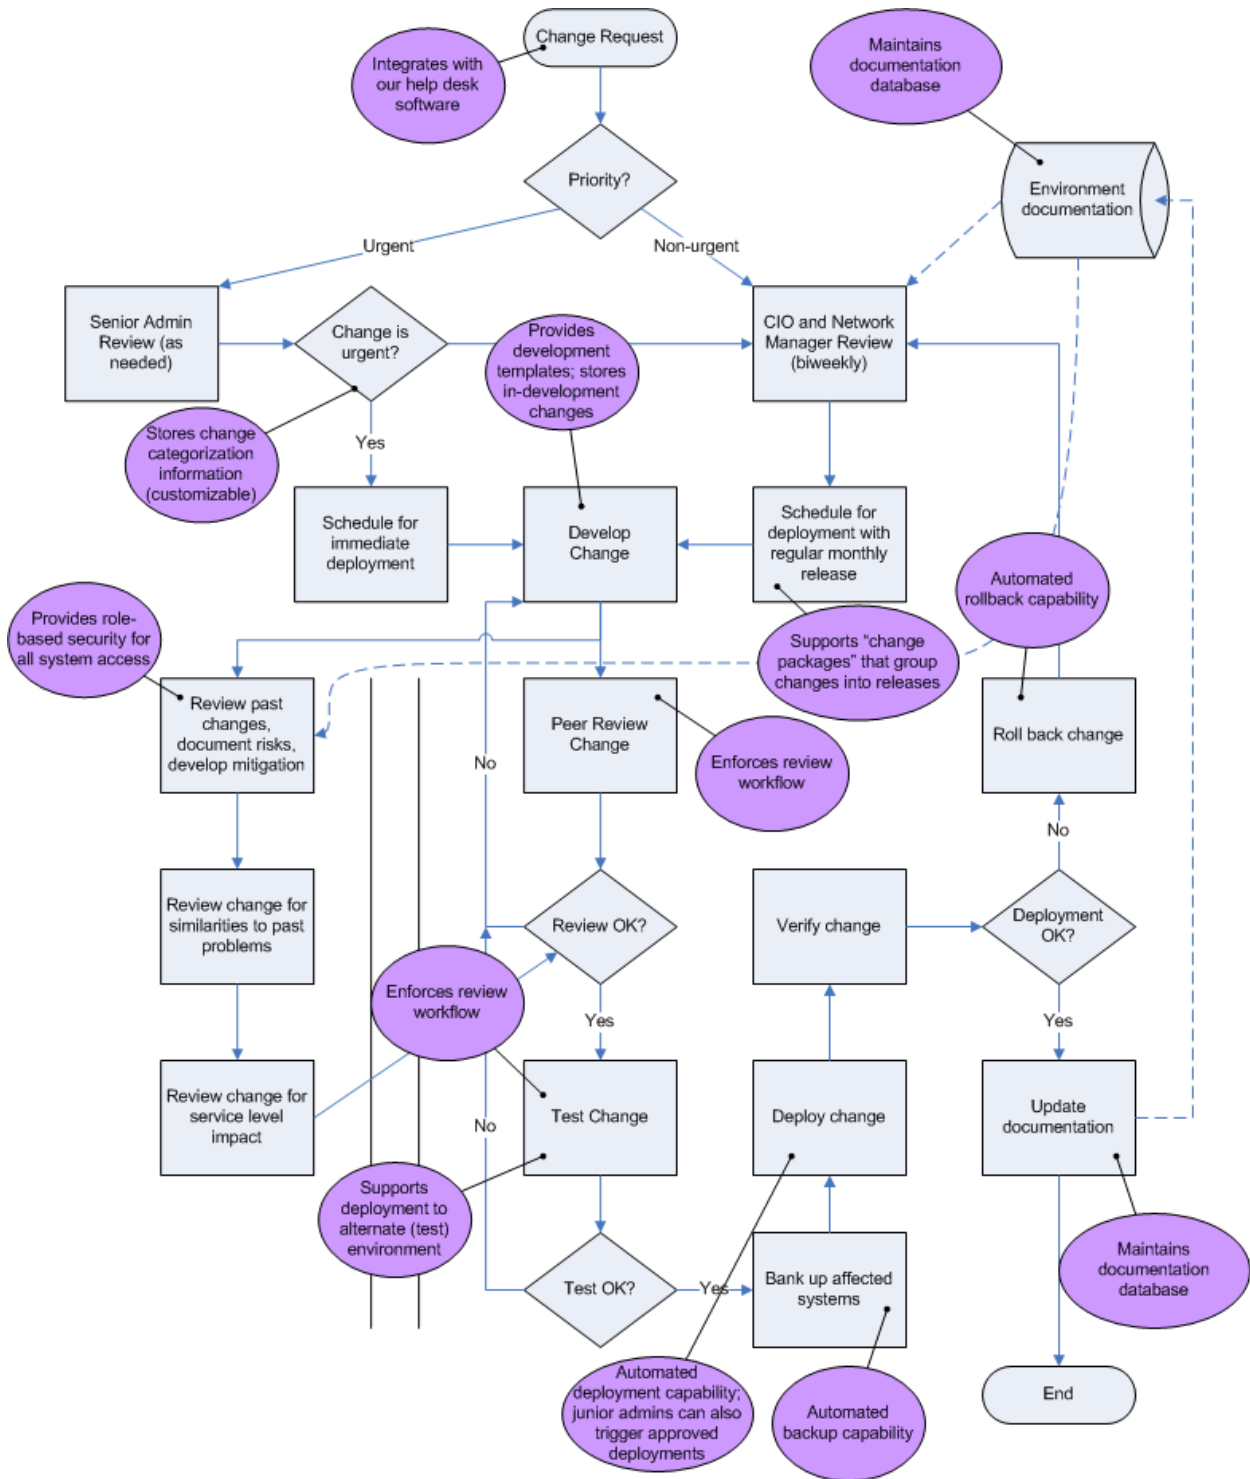 Change Request
Integrates with
our help desk
software
Maintains
documentation
database
Priority?
Environment
documentation
Urgent
Non-urgent
Senior Admin
Review (as
needed)
Change is
urgent?
Provides
development
templates; stores
in-development
changes
CIO and Network
Manager Review
(biweekly)
Stores change
categorization
information
(customizable)
Yes
Schedule for
immediate
deployment
Develop
Change
Schedule for
deployment with
regular monthly
release
Automated
rollback capability
Provides role-
based security for
all system access
Supports “change
packages” that group
changes into releases
Review past
changes,
document risks,
develop mitigation
Peer Review
Change
Roll back change
No
Enforces review
workflow
No
Review change for
similarities to past
problems
Review OK?
Verify change
Deployment
OK?
Enforces review
workflow
Yes
Yes
Review change for
service level
impact
No
Test Change
Deploy change
Update
documentation
Supports
deployment to
alternate (test)
environment
Test OK?
Yes
Bank up affected
systems
Maintains
documentation
database
Automated
deployment capability;
junior admins can also
trigger approved
deployments
Automated
backup capability
End